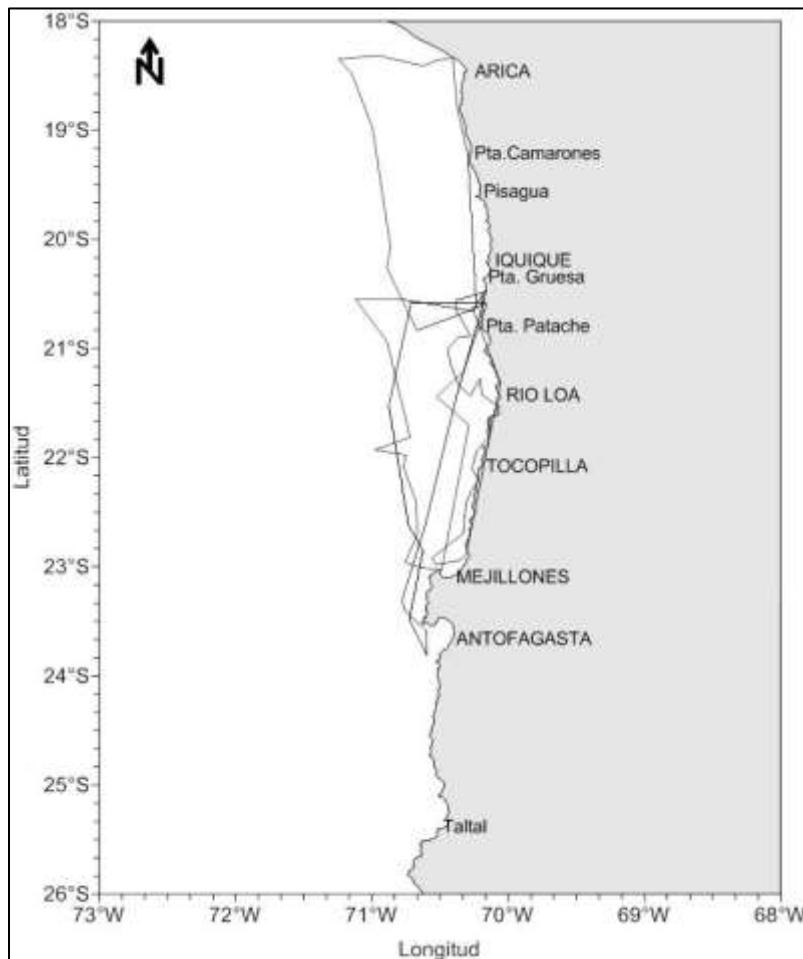 18°S
N
ARICA
19°S
Pta.Camarones
Pisagua
20°S
IQUIQUE
Pta. Gruesa
Pta. Patache
21°S
RIO LOA
22°S
TOCOPILLA
Latitud
23°S
MEJILLONES
ANTOFAGASTA
24°S
25°S
Taltal
26°S
73°W 72°W 71°W 70°W 69°W 68°W
Longitud